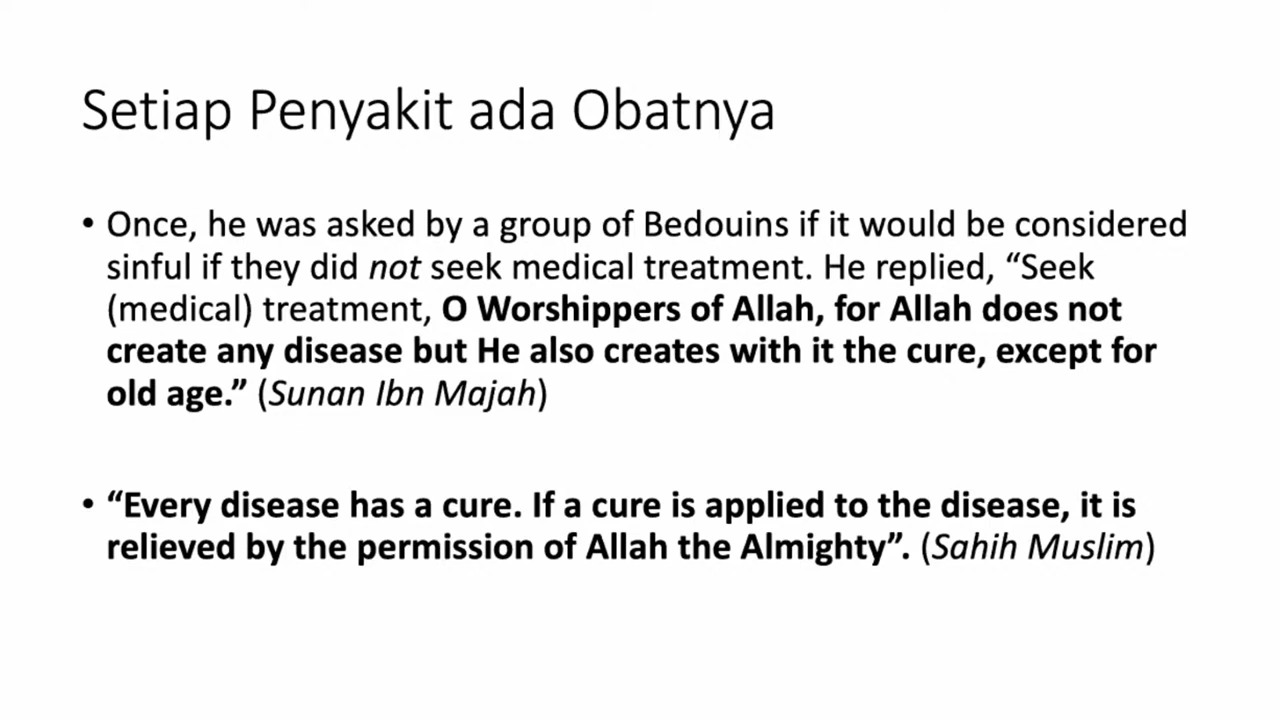 Setiap Penyakit ada Obatnya
• Once, he was asked by a group of Bedouins if it would be considered
sinful if they did not seek medical treatment. He replied, “Seek
(medical) treatment, O Worshippers of Allah, for Allah does not
create any disease but He also creates with it the cure, except for
old age.” (Sunan Ibn Majah)
• “Every disease has a cure. If a cure is applied to the disease, it is
relieved by the permission of Allah the Almighty”. (Sahih Muslim)